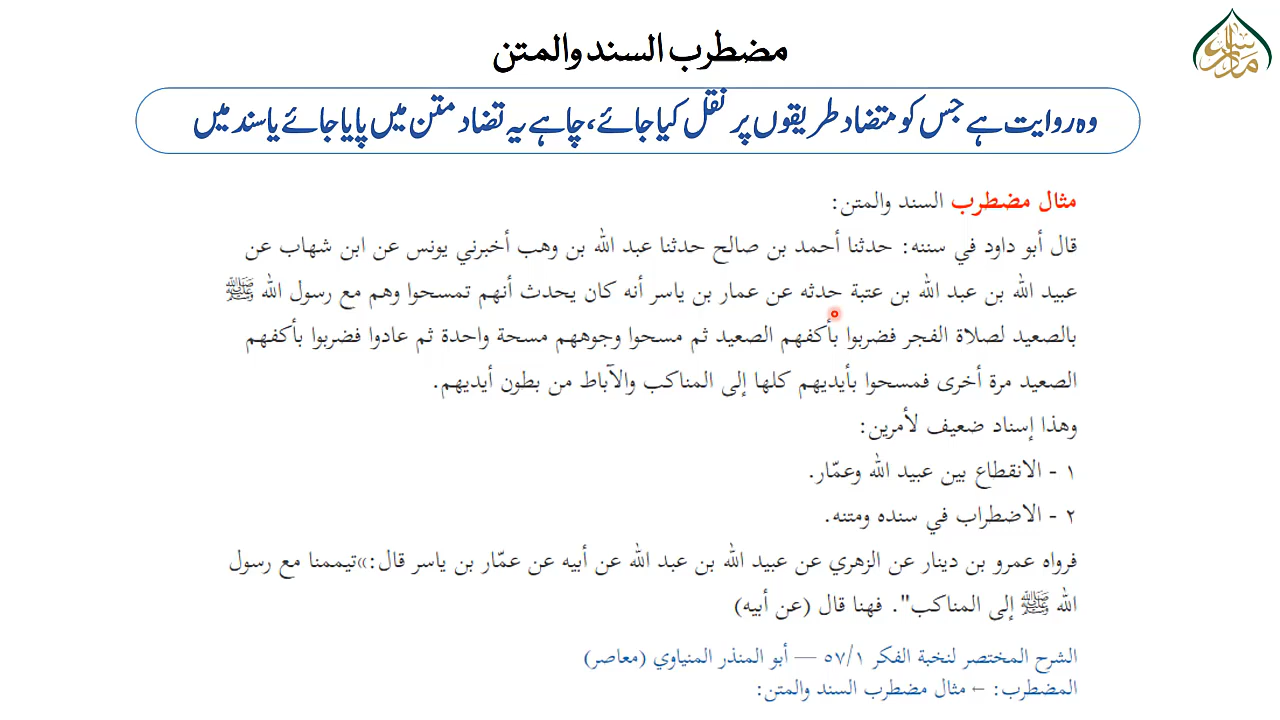 مدرسہ
مضطرب السند والمتن
وہ روایت ہے جس کو متضاد طریقوں پر نقل کیا جائے، چاہے یہ تضاد متن میں پایا جائے یا سند میں
مثال مضطرب السند والمتن:
قال أبو داود في سننه: حدثنا أحمد بن صالح حدثنا عبد الله بن وهب أخبرني يونس عن ابن شهاب عن
عبيد الله بن عبد الله بن عتبة حدثه عن عمار بن ياسر أنه كان يحدث أنهم تمسحوا وهم مع رسول الله ﷺ
بالصعيد لصلاة الفجر فضربوا بأكفهم الصعيد ثم مسحوا وجوههم مسحة واحدة ثم عادوا فضربوا بأكفهم
الصعيد مرة أخرى فمسحوا بأيديهم كلها إلى المناكب والآباط من بطون أيديهم.
وهذا إسناد ضعيف لأمرين:
١ - الانقطاع بين عبيد الله وعمّار.
٢ - الاضطراب في سنده ومتنه.
فرواه عمرو بن دينار عن الزهري عن عبيد الله بن عبد الله عن أبيه عن عمّار بن ياسر قال:»تيممنا مع رسول
الله ﷺ إلى المناكب". فهنا قال (عن أبيه)
الشرح المختصر لنخبة الفكر ٥٧/١ — أبو المنذر المنياوي (معاصر)
المضطرب: ← مثال مضطرب السند والمتن: